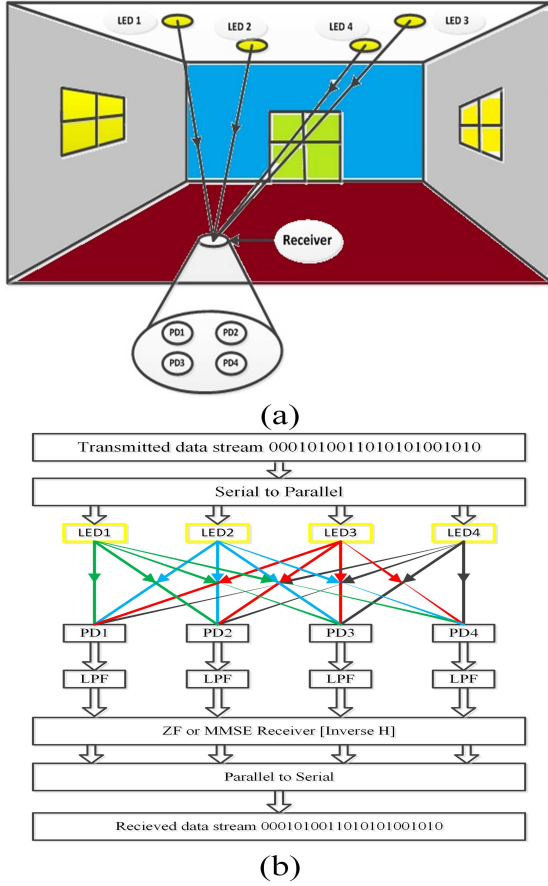 LED 1
LED 2
LED 4
LED 3
Receiver
PD1
PD2
PD3
PD4
(a)
Transmitted data stream 0001010011010101001010
Serial to Parallel
LED1
LED2
LED3
LED4
PD1
PD2
PD3
PD4
LPF
LPF
LPF
LPF
ZF or MMSE Receiver [Inverse H]
Parallel to Serial
Recieved data stream 0001010011010101001010
(b)